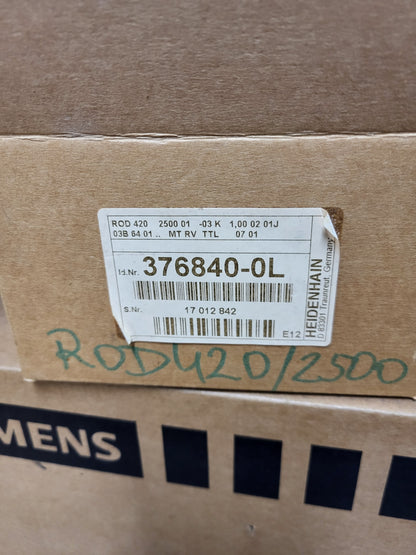 ROD 420 2500 01 -03 K 1,00 02 01J
03B 64 01 .. MT RV TTL 07 01
Id.Nr. 376840-0L
S.Nr. 17 012 842
E12
HEIDENHAIN
D 83301 Traunreut, Germany
ROD420/2500
MENS